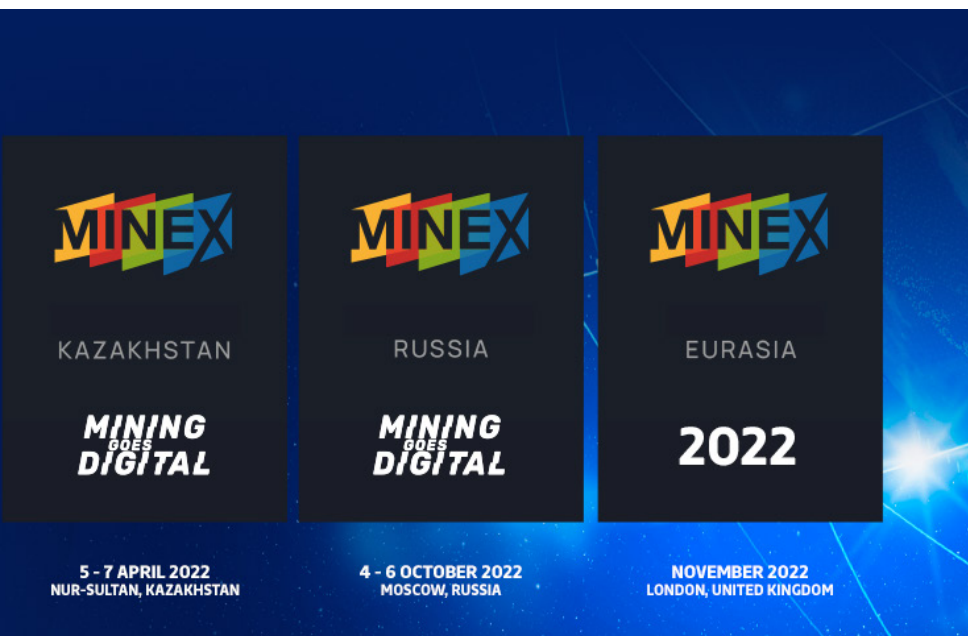 MINEX
KAZAKHSTAN
MINING
GOES
DIGITAL
5 - 7 APRIL 2022
NUR-SULTAN, KAZAKHSTAN
MINEX
RUSSIA
MINING
GOES
DIGITAL
4 - 6 OCTOBER 2022
MOSCOW, RUSSIA
MINEX
EURASIA
2022
NOVEMBER 2022
LONDON, UNITED KINGDOM